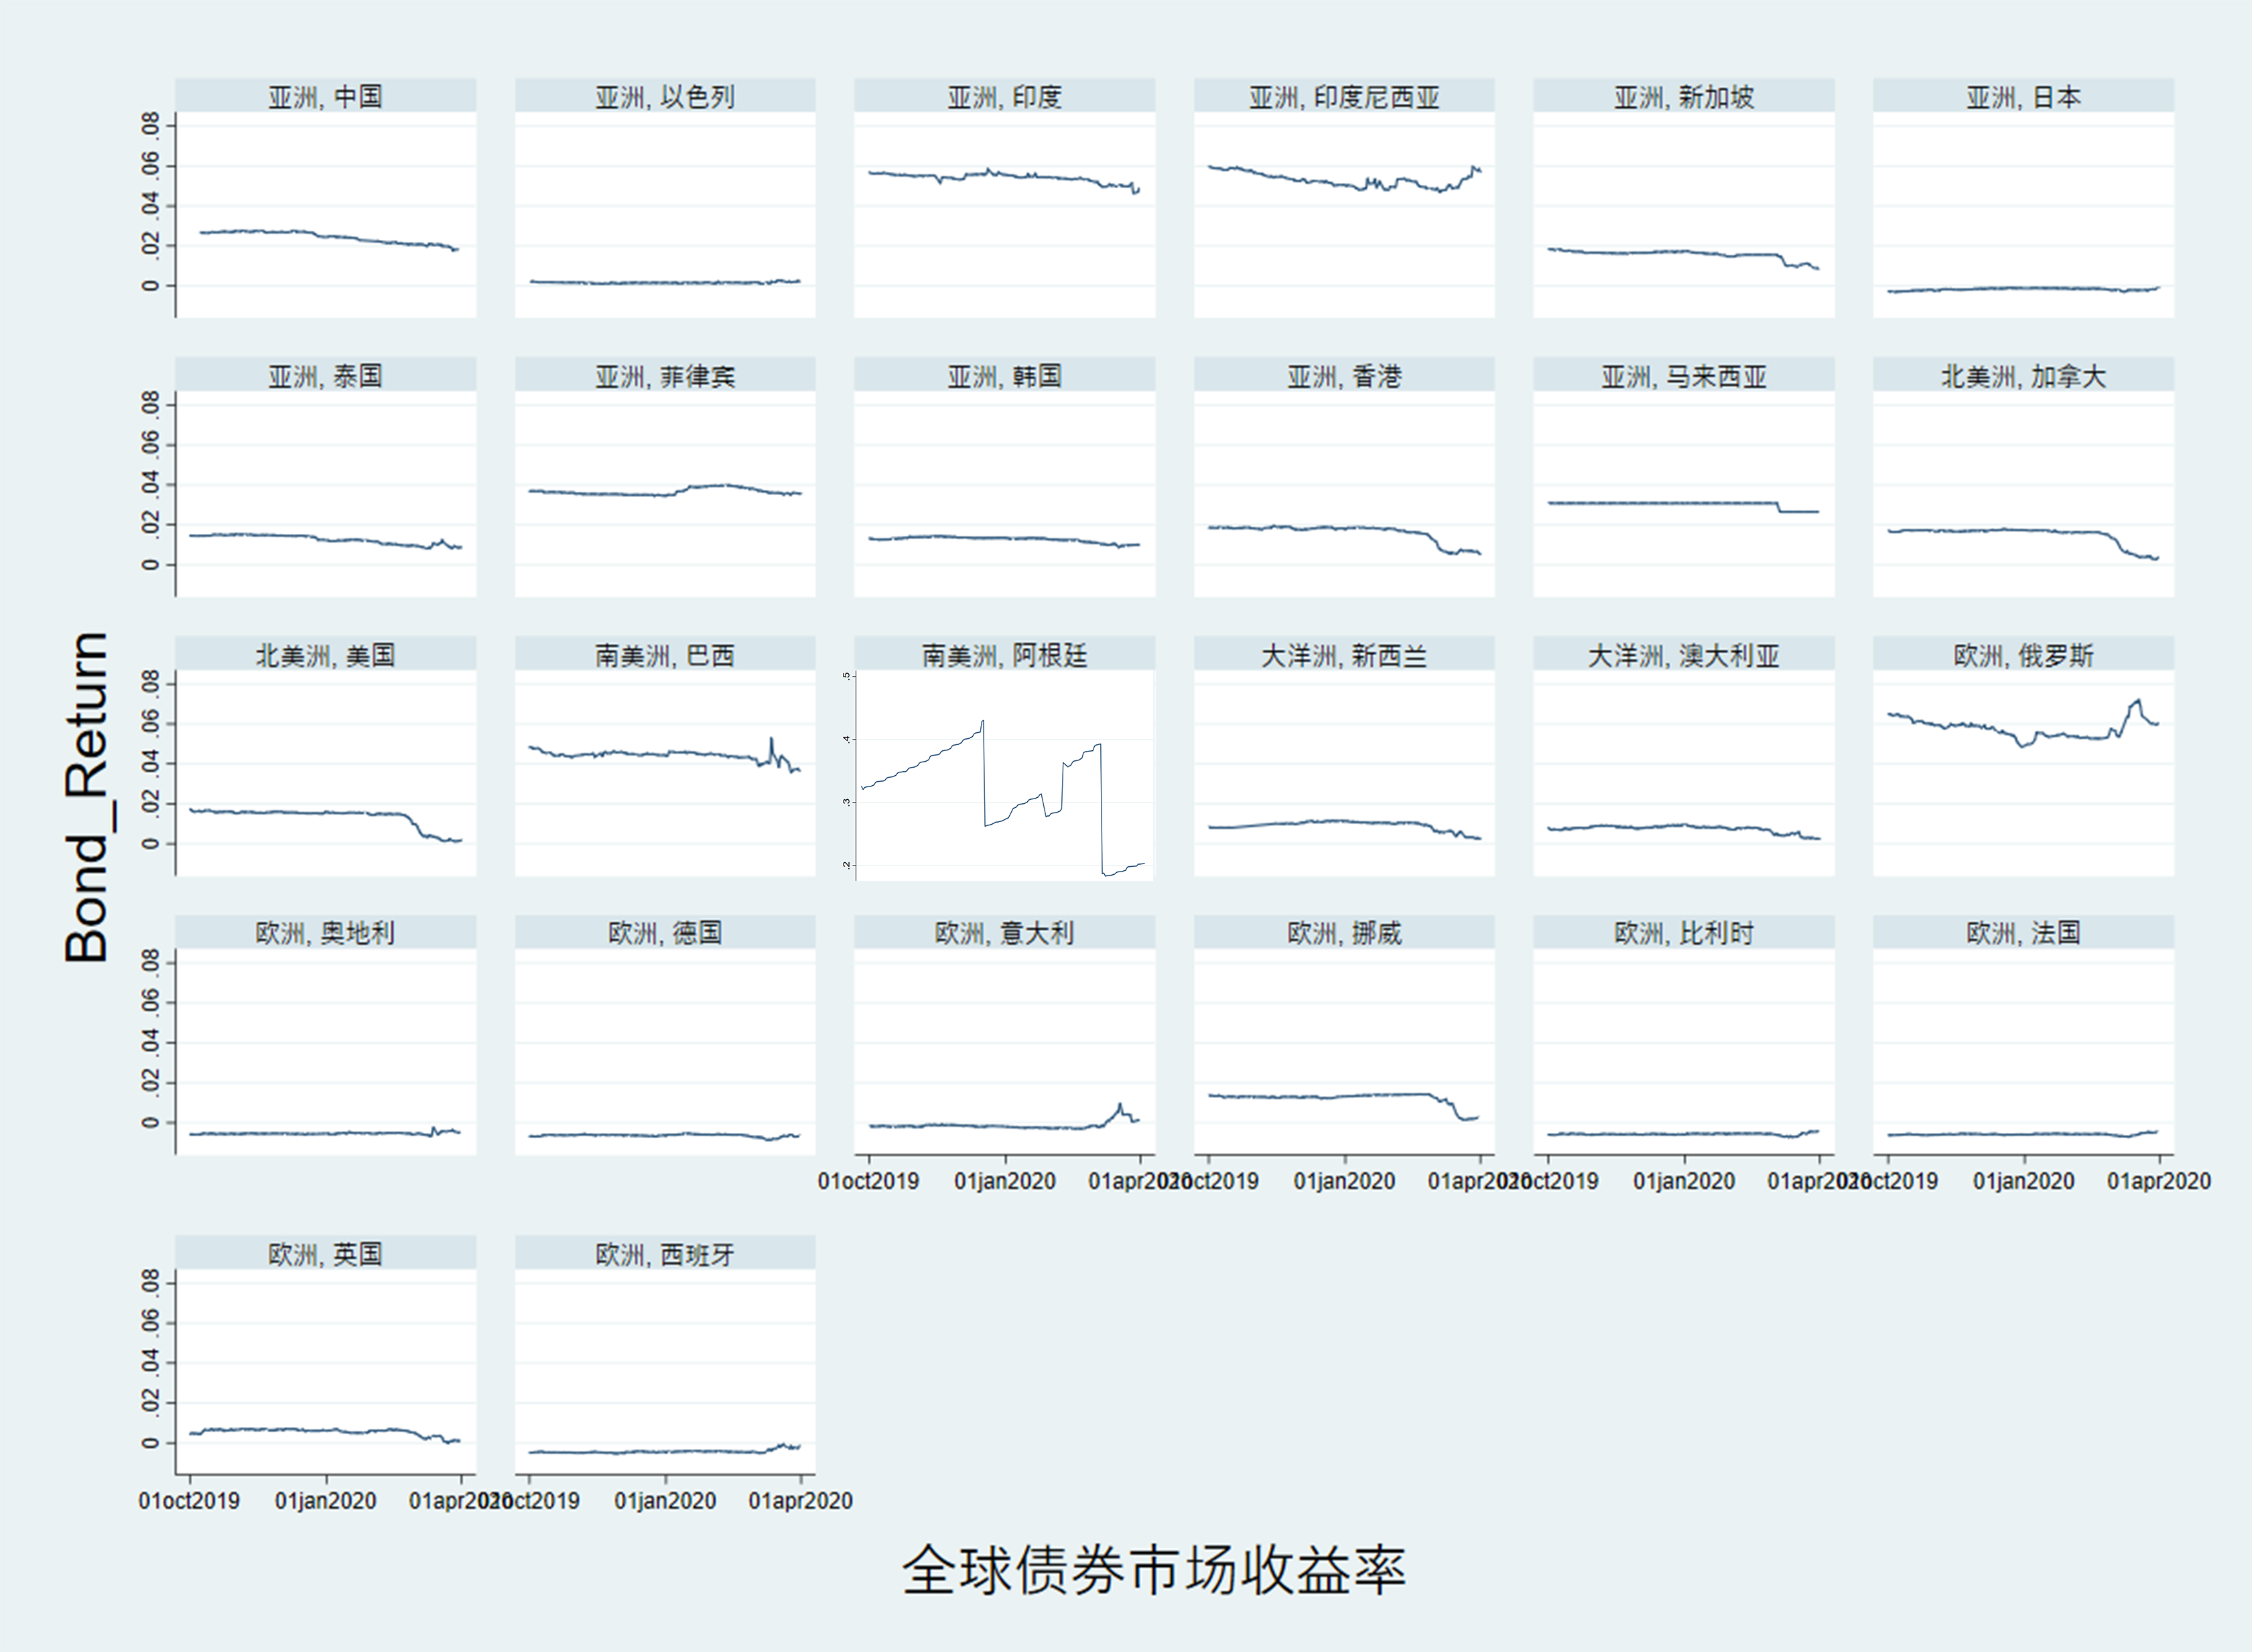 亚洲, 中国
亚洲, 以色列
亚洲, 印度
亚洲, 印度尼西亚
亚洲, 新加坡
亚洲, 日本
.08
.06
.04
.02
0
亚洲, 泰国
亚洲, 菲律宾
亚洲, 韩国
亚洲, 香港
亚洲, 马来西亚
北美洲, 加拿大
.08
.06
.04
.02
0
Bond_Return
北美洲, 美国
南美洲, 巴西
南美洲, 阿根廷
大洋洲, 新西兰
大洋洲, 澳大利亚
欧洲, 俄罗斯
.08
.06
.04
.02
0
.5
.4
.3
.2
欧洲, 奥地利
欧洲, 德国
欧洲, 意大利
欧洲, 挪威
欧洲, 比利时
欧洲, 法国
.08
.06
.04
.02
0
01oct2019 01jan2020 01apr2020
01oct2019 01jan2020 01apr2020
01oct2019 01jan2020 01apr2020
01oct2019 01jan2020 01apr2020
欧洲, 英国
欧洲, 西班牙
.08
.06
.04
.02
0
01oct2019 01jan2020 01apr2020
01oct2019 01jan2020 01apr2020
全球债券市场收益率